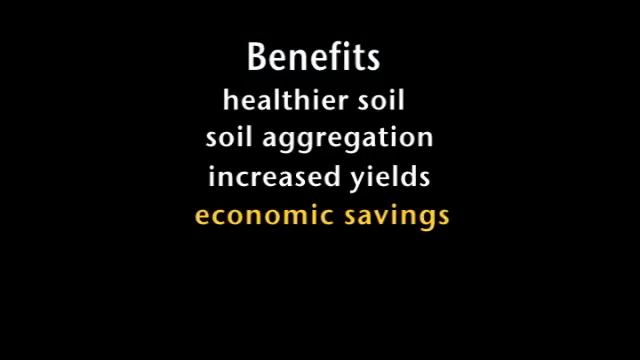 Benefits
healthier soil
soil aggregation
increased yields
economic savings